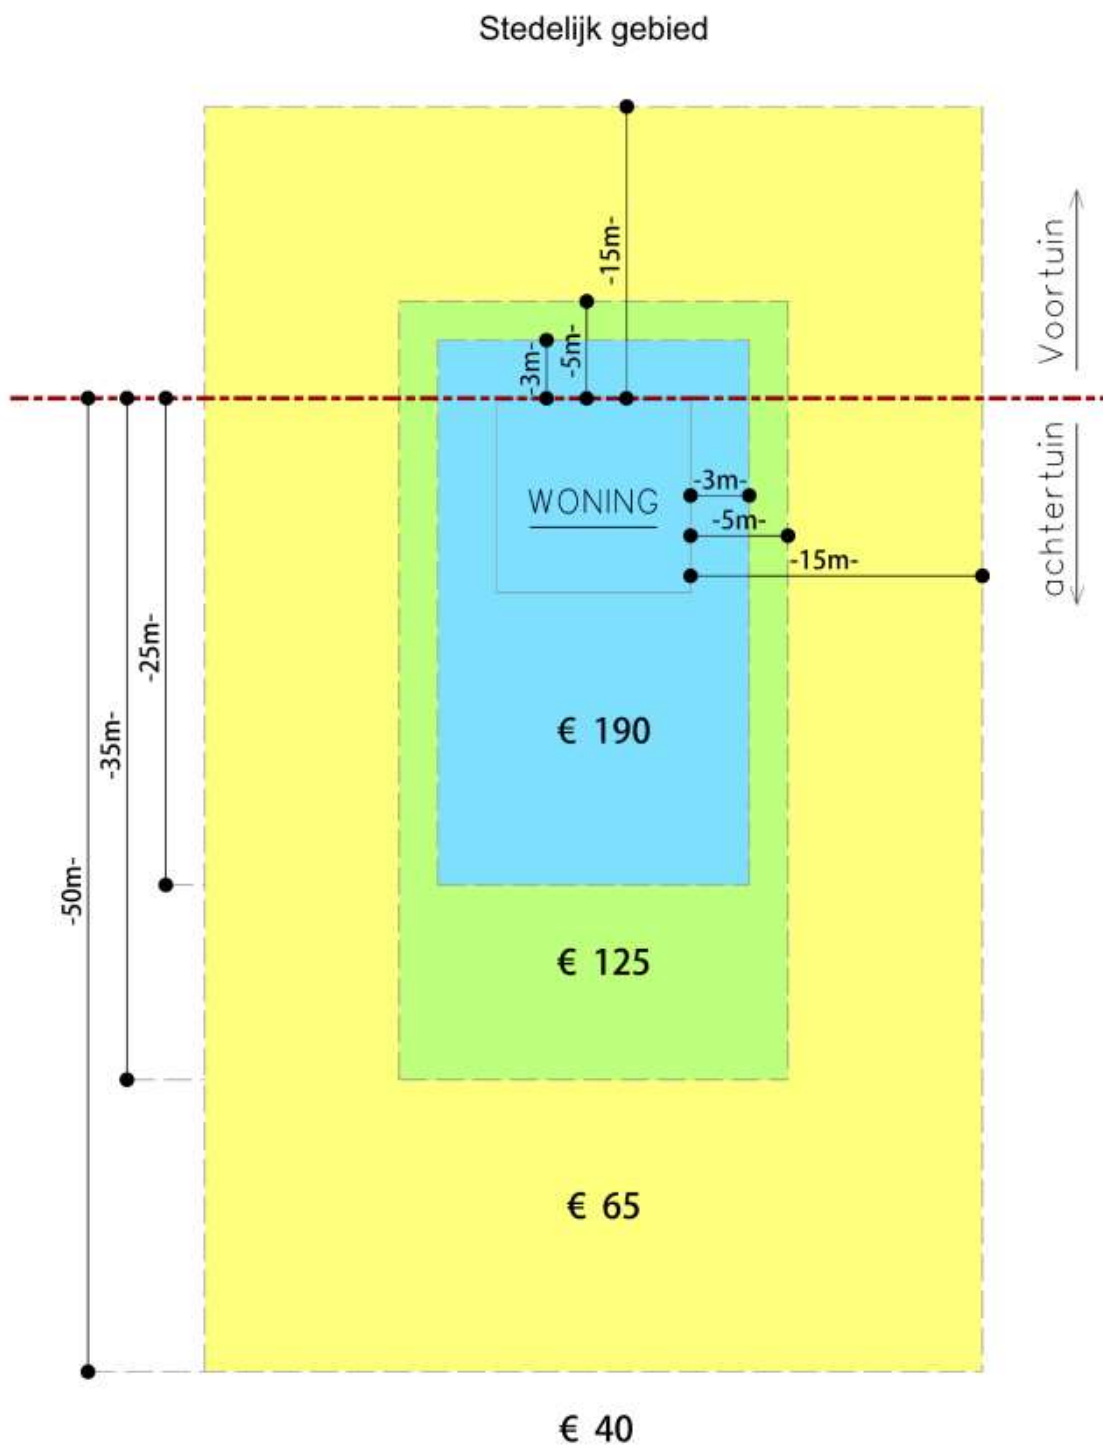 Stedelijk gebied
-15m-
-5m-
-3m-
Voortuin
achtertuin
WONING
-3m-
-5m-
-15m-
-25m-
-35m-
-50m-
€ 190
€ 125
€ 65
€ 40